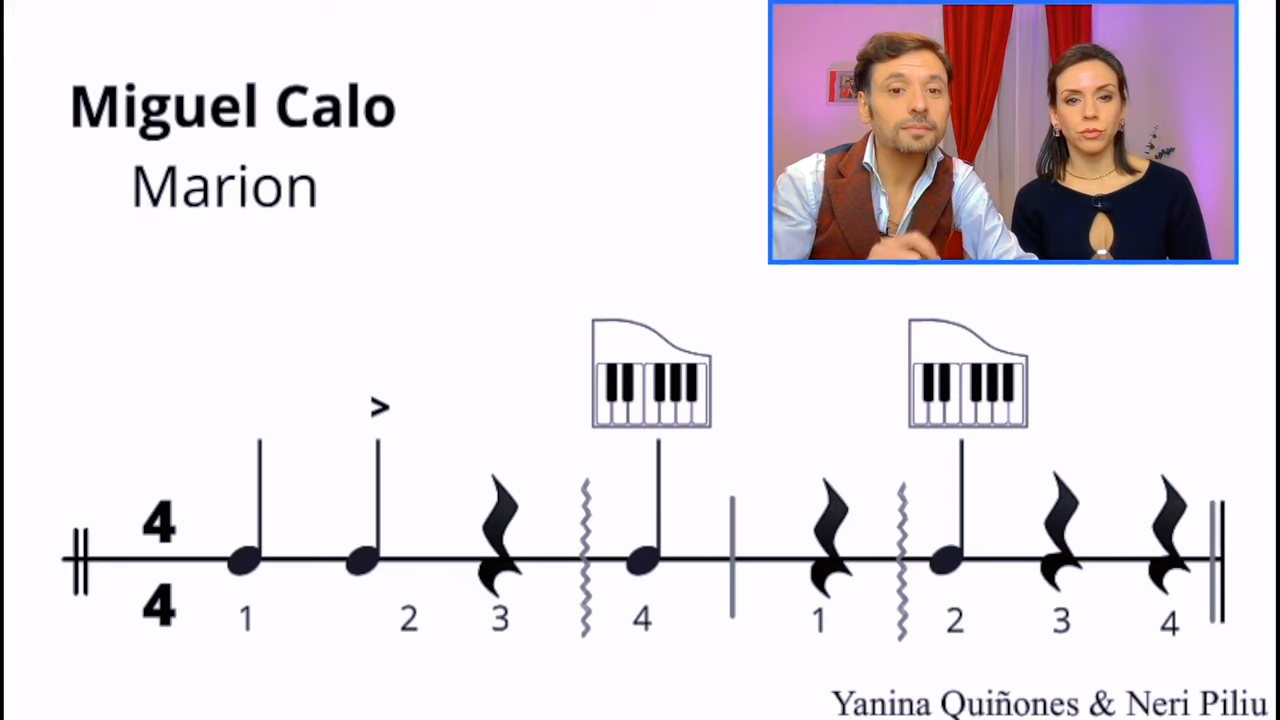 Miguel Calo
Marion
>
4
4
1 2 3 4 1 2 3 4
Yanina Quiñones & Neri Piliu